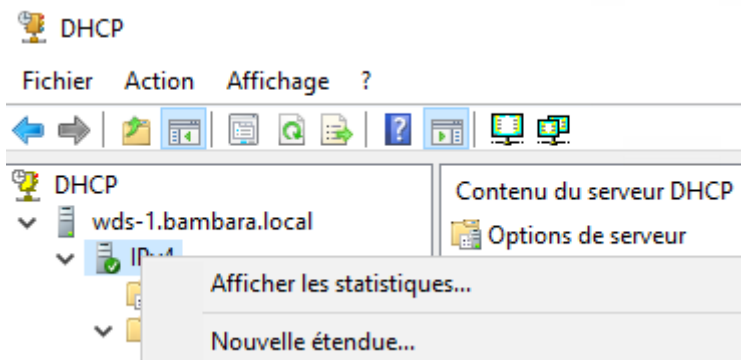 DHCP
Fichier Action Affichage ?
DHCP
Contenu du serveur DHCP
wds-1.bambara.local
Options de serveur
IPv4
Afficher les statistiques...
Nouvelle étendue...